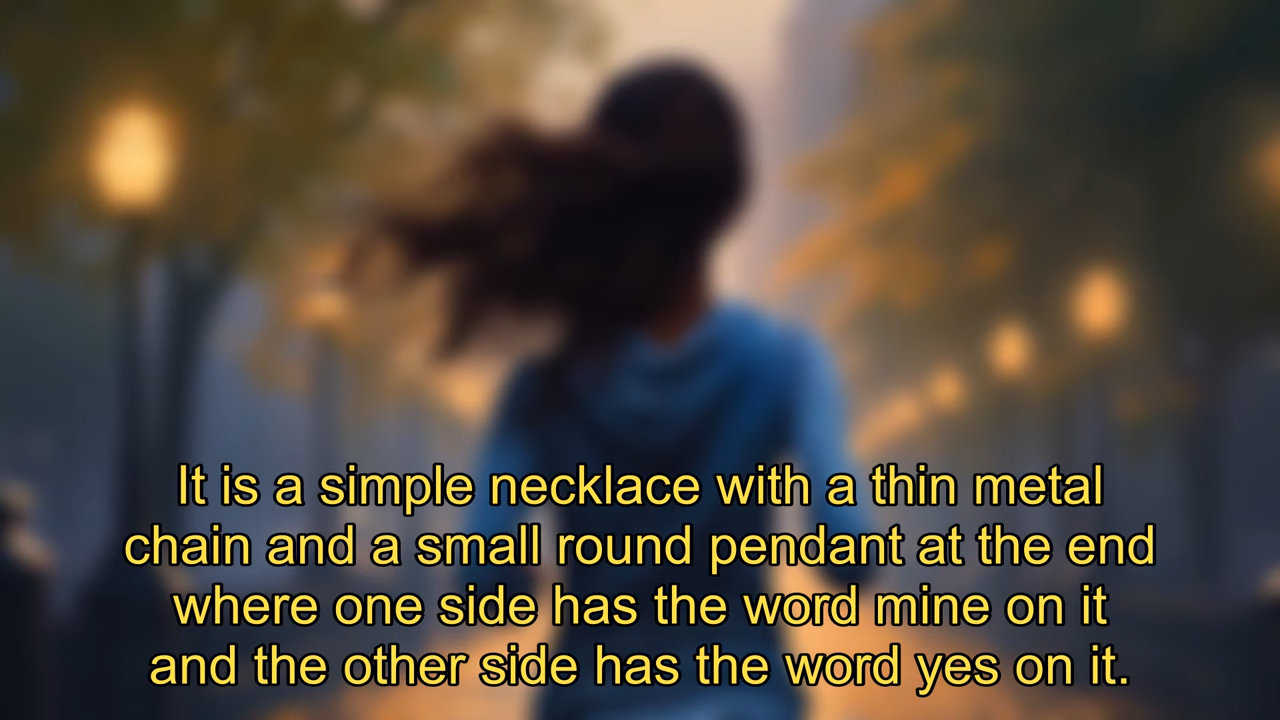 It is a simple necklace with a thin metal
chain and a small round pendant at the end
where one side has the word mine on it
and the other side has the word yes on it.